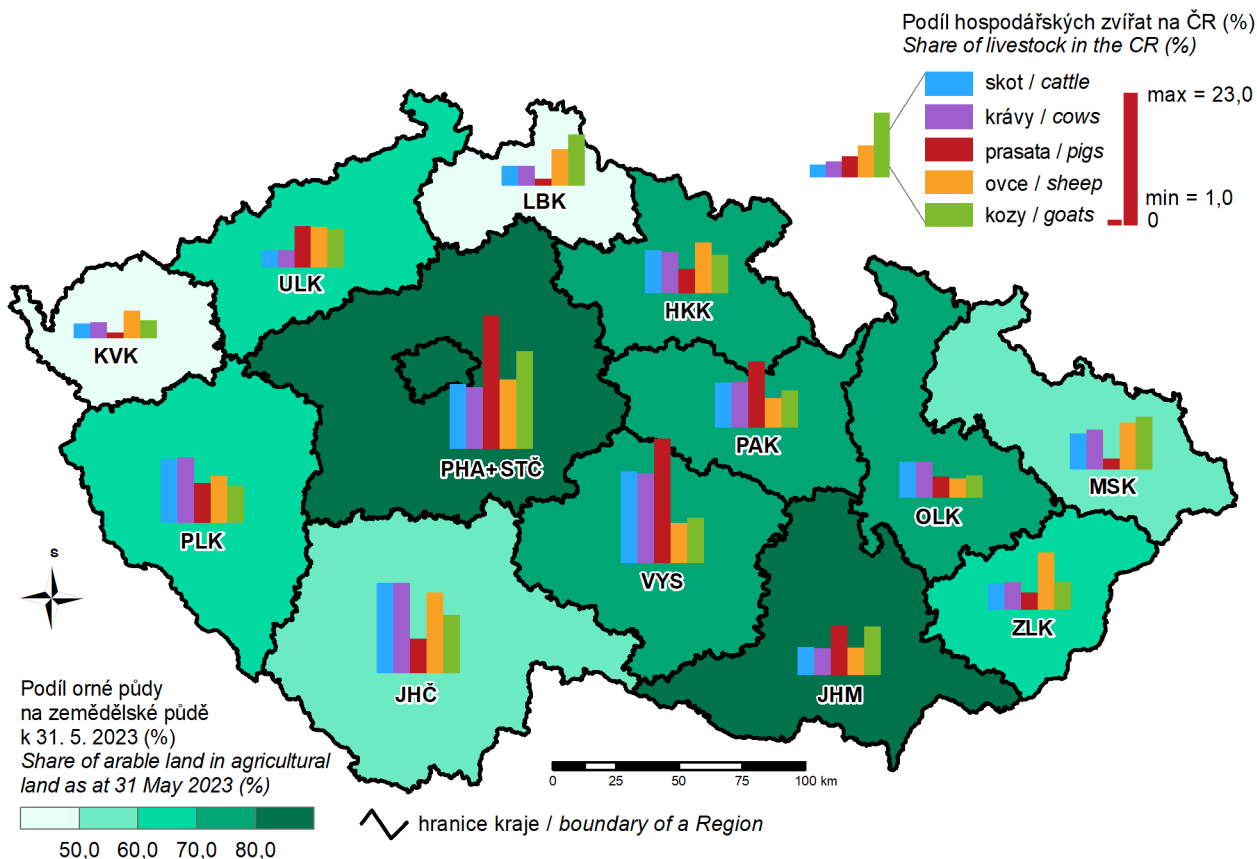 Podíl hospodářských zvířat na ČR (%)
Share of livestock in the CR (%)
skot / cattle
krávy / cows
prasata / pigs
ovce / sheep
kozy / goats
max = 23,0
min = 1,0
0
LBK
ULK
HKK
KVK
PHA+STČ
PAK
MSK
OLK
PLK
VYS
ZLK
JHČ
JHM
s
Podíl orné půdy
na zemědělské půdě
k 31. 5. 2023 (%)
Share of arable land in agricultural
land as at 31 May 2023 (%)
50,0 60,0 70,0 80,0
0 25 50 75 100 km
hranice kraje / boundary of a Region